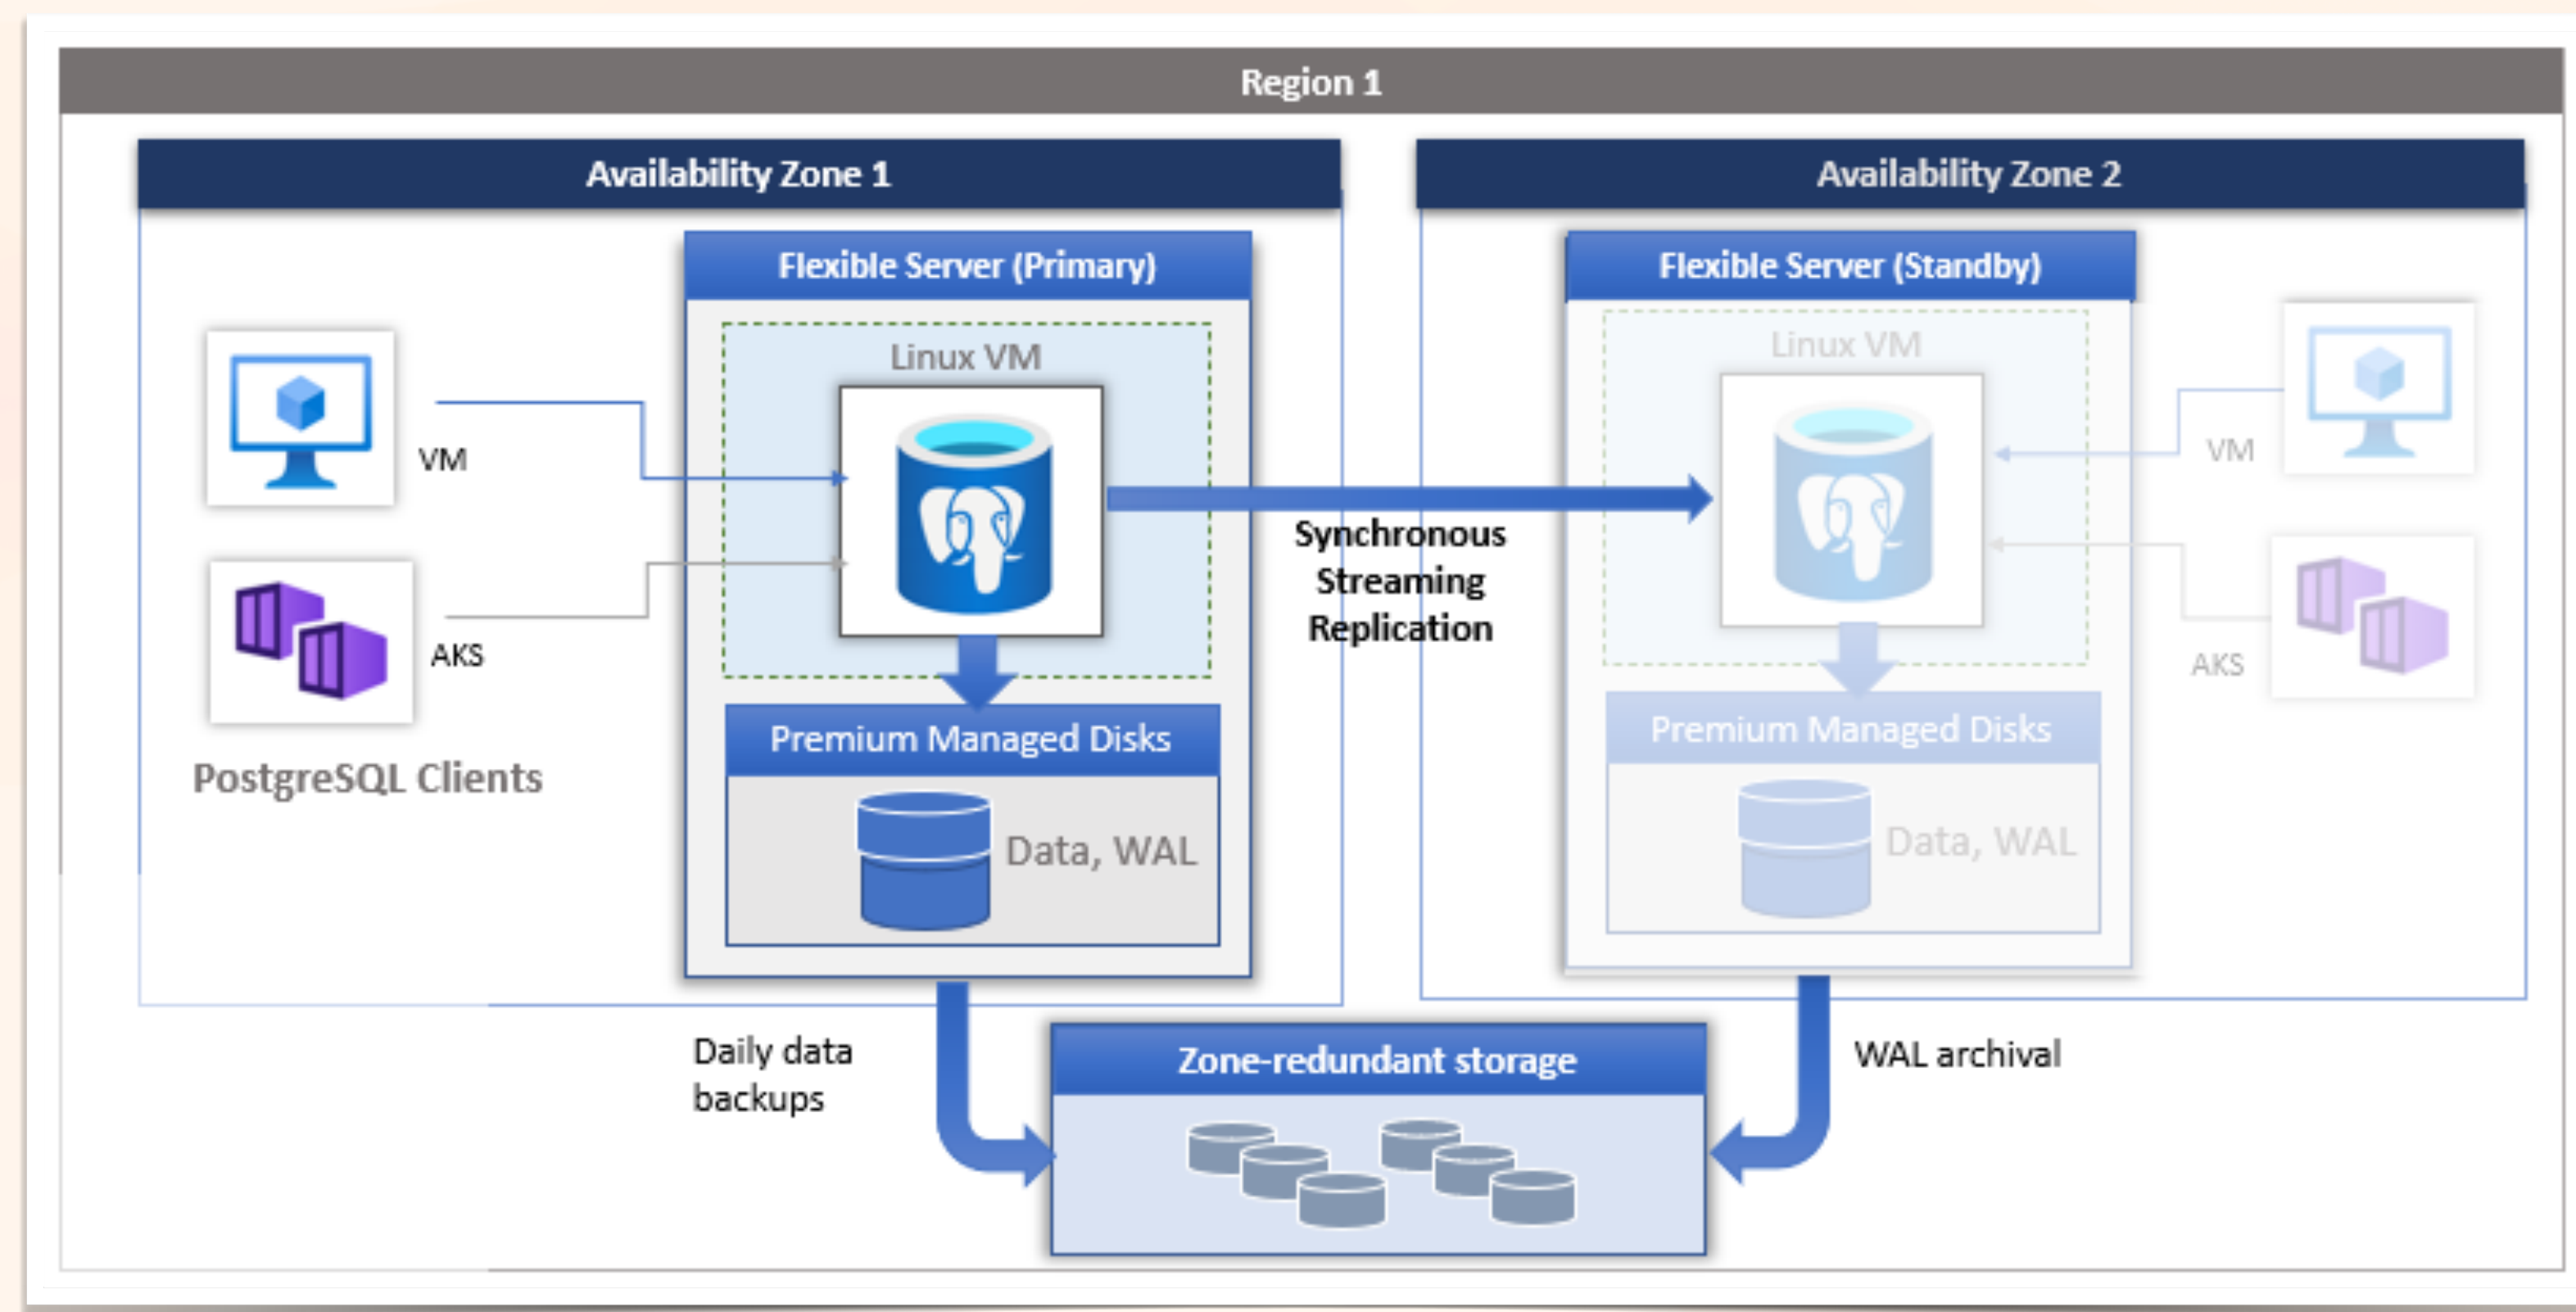 Region 1
Availability Zone 1
Availability Zone 2
Flexible Server (Primary)
Flexible Server (Standby)
Linux VM
Linux VM
VM
VM
Synchronous
Streaming
Replication
AKS
AKS
Premium Managed Disks
Premium Managed Disks
PostgreSQL Clients
Data, WAL
Data, WAL
Daily data
backups
Zone-redundant storage
WAL archival